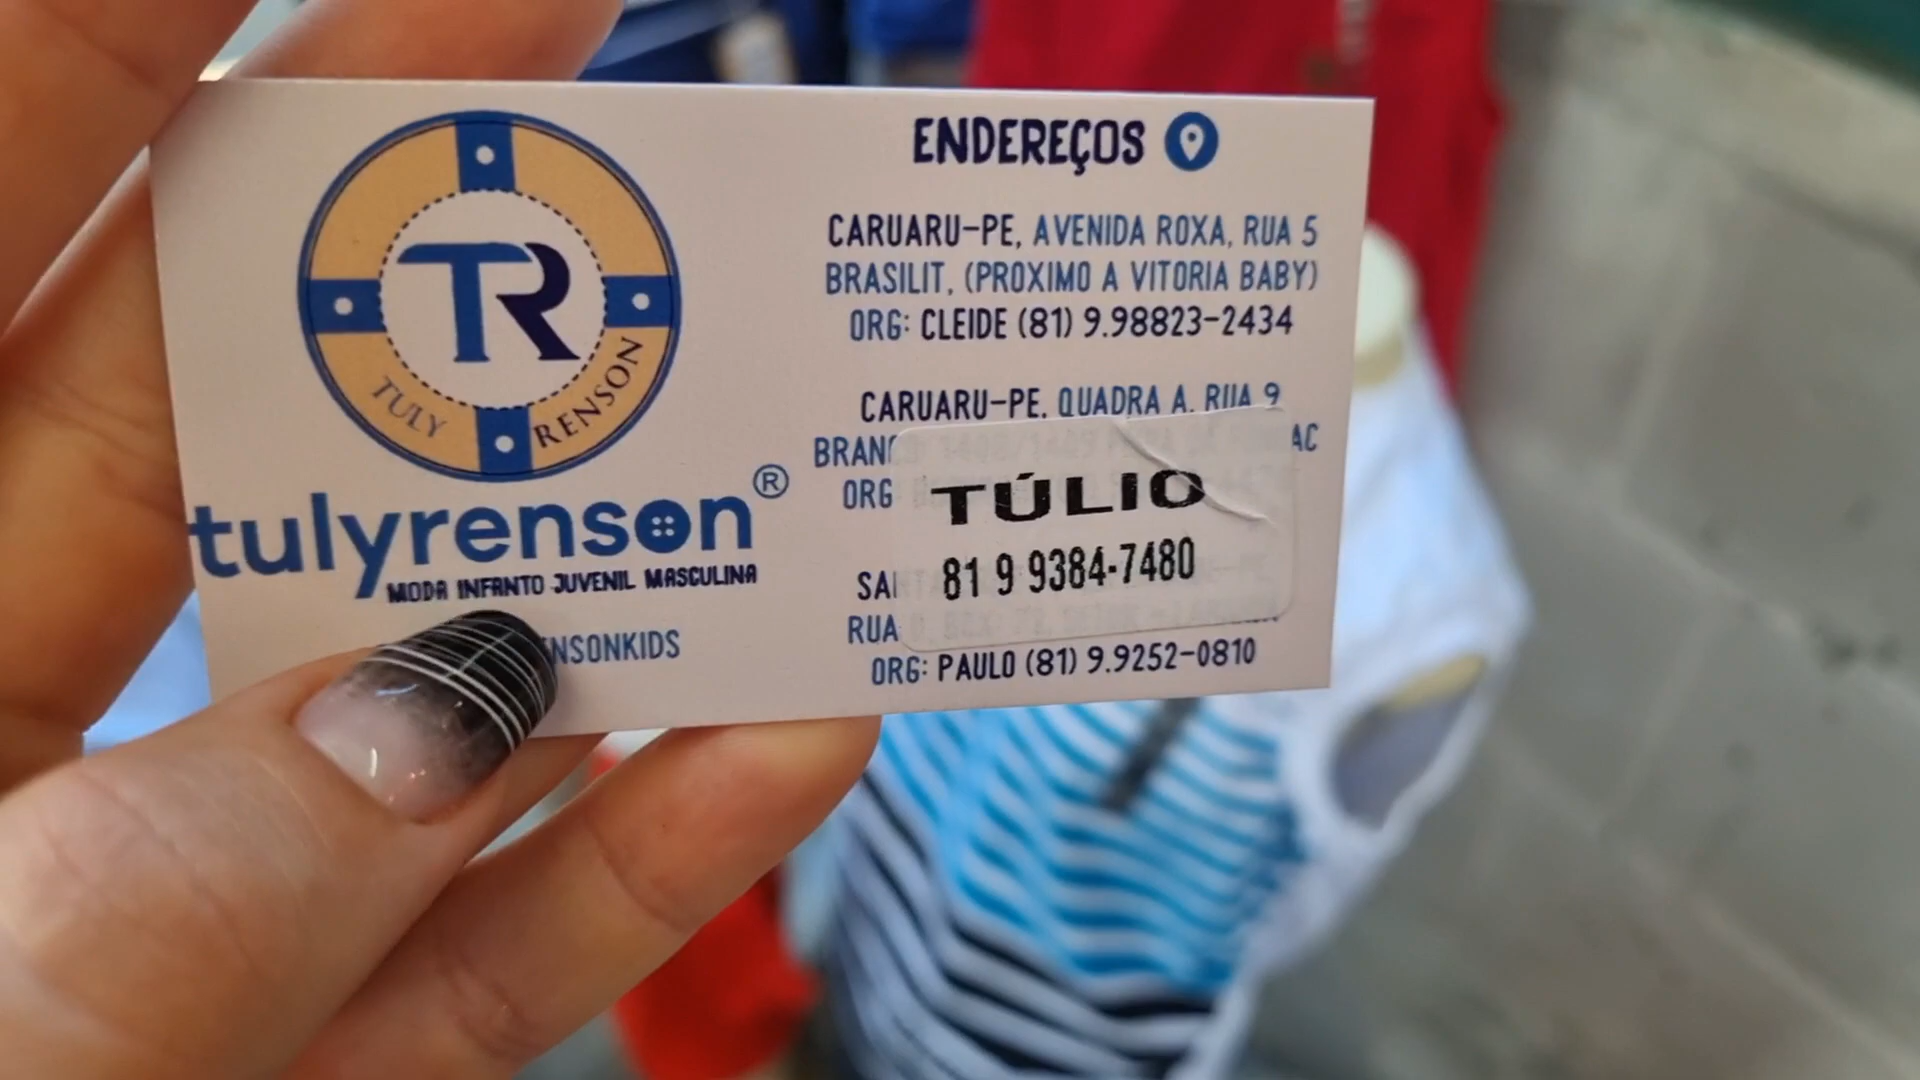 TR
TULY RENSON
tulyrenson®
MODA INFANTO JUVENIL MASCULINA
NSONKIDS
ENDEREÇOS
CARUARU-PE, AVENIDA ROXA, RUA 5
BRASILIT, (PROXIMO A VITORIA BABY)
ORG: CLEIDE (81) 9.98823-2434
CARUARU-PE, QUADRA A, RUA 9
ORG
TÚLIO
81 9 9384-7480
RUA
ORG: PAULO (81) 9.9252-0810